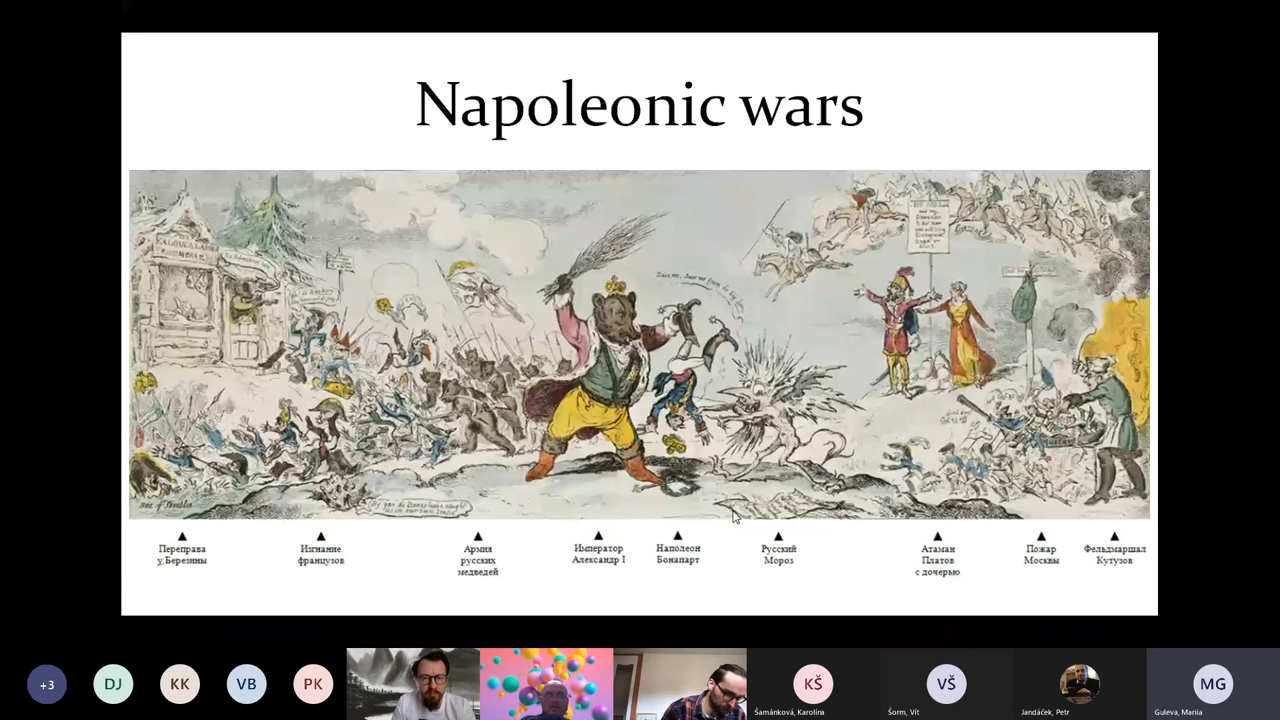 Napoleonic wars
Переправа
у Березины
Изгнание
французов
Армия
русских
медведей
Император
Александр I
Наполеон
Бонапарт
Русский
Мороз
Атаман
Платов
с дочерью
Пожар
Москвы
Фельдмаршал
Кутузов
+3
DJ
KK
VB
PK
KŠ
VŠ
MG
Šamánková, Karolína
Šorm, Vít
Jandáček, Petr
Guleva, Mariia